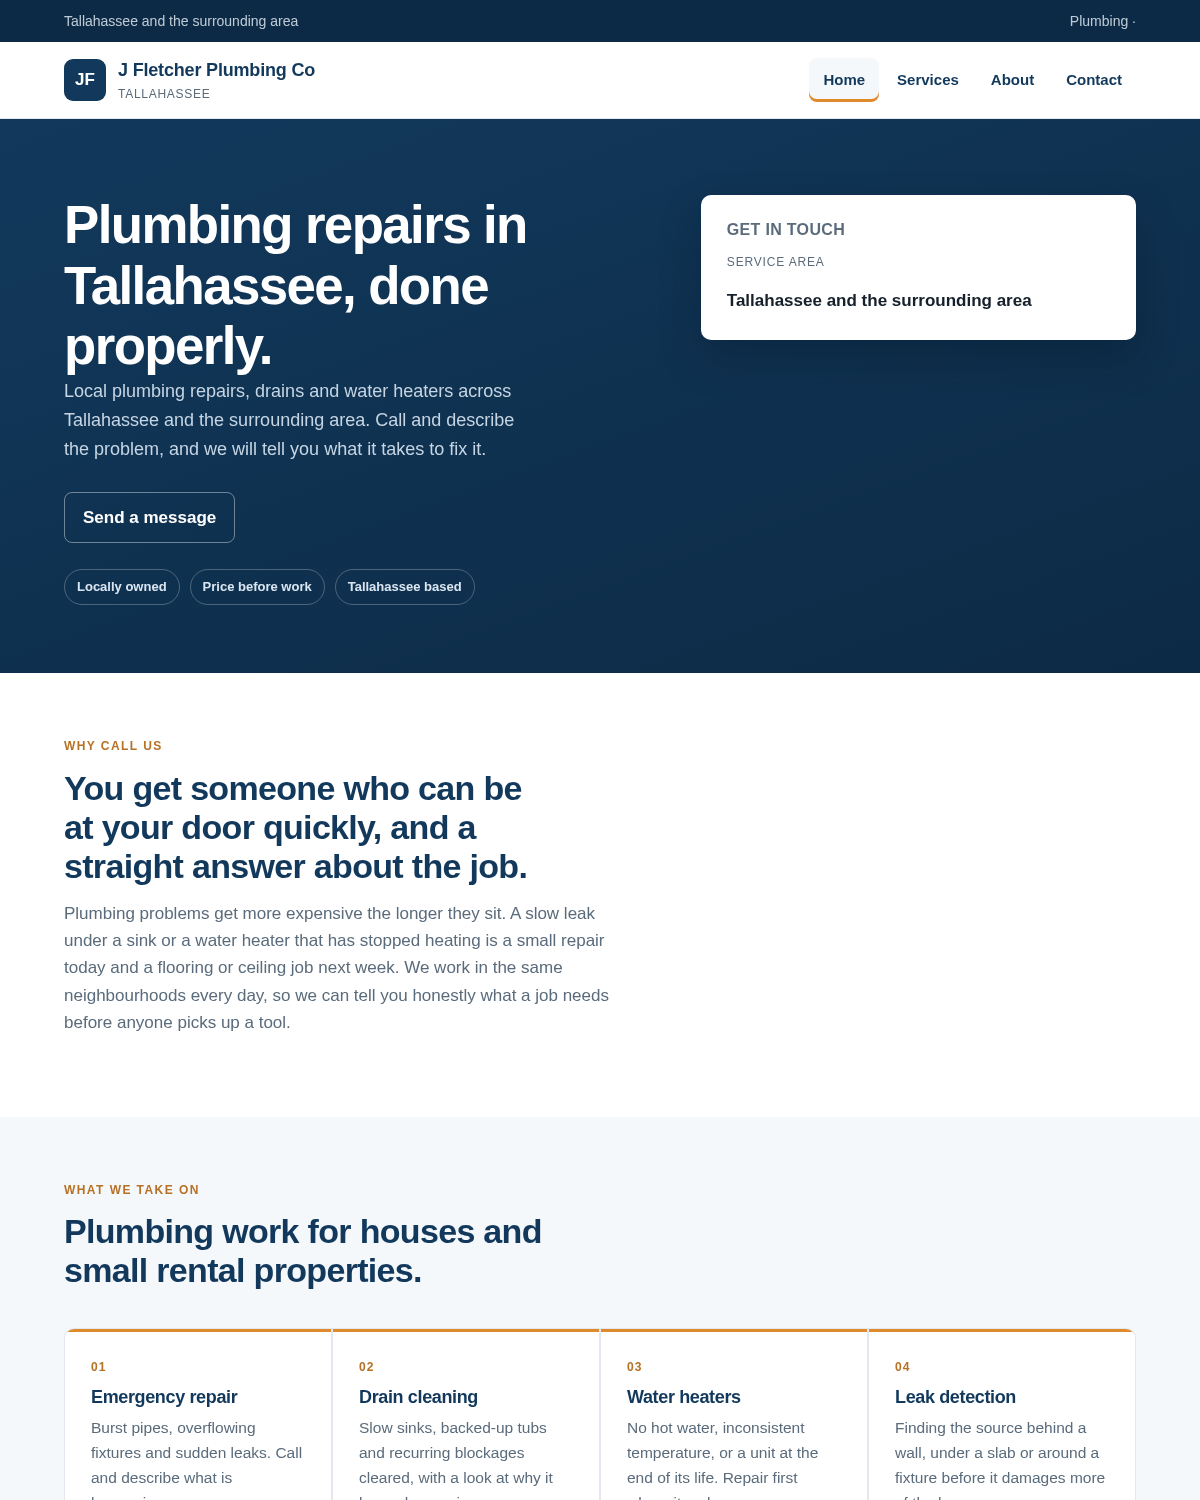 Tallahassee and the surrounding area
Plumbing ·
JF
J Fletcher Plumbing Co
TALLAHASSEE
Home
Services
About
Contact
Plumbing repairs in
Tallahassee, done
properly.
Local plumbing repairs, drains and water heaters across
Tallahassee and the surrounding area. Call and describe
the problem, and we will tell you what it takes to fix it.
Send a message
Locally owned
Price before work
Tallahassee based
GET IN TOUCH
SERVICE AREA
Tallahassee and the surrounding area
WHY CALL US
You get someone who can be
at your door quickly, and a
straight answer about the job.
Plumbing problems get more expensive the longer they sit. A slow leak
under a sink or a water heater that has stopped heating is a small repair
today and a flooring or ceiling job next week. We work in the same
neighbourhoods every day, so we can tell you honestly what a job needs
before anyone picks up a tool.
WHAT WE TAKE ON
Plumbing work for houses and
small rental properties.
01
Emergency repair
Burst pipes, overflowing
fixtures and sudden leaks. Call
and describe what is
02
Drain cleaning
Slow sinks, backed-up tubs
and recurring blockages
cleared, with a look at why it
03
Water heaters
No hot water, inconsistent
temperature, or a unit at the
end of its life. Repair first
04
Leak detection
Finding the source behind a
wall, under a slab or around a
fixture before it damages more